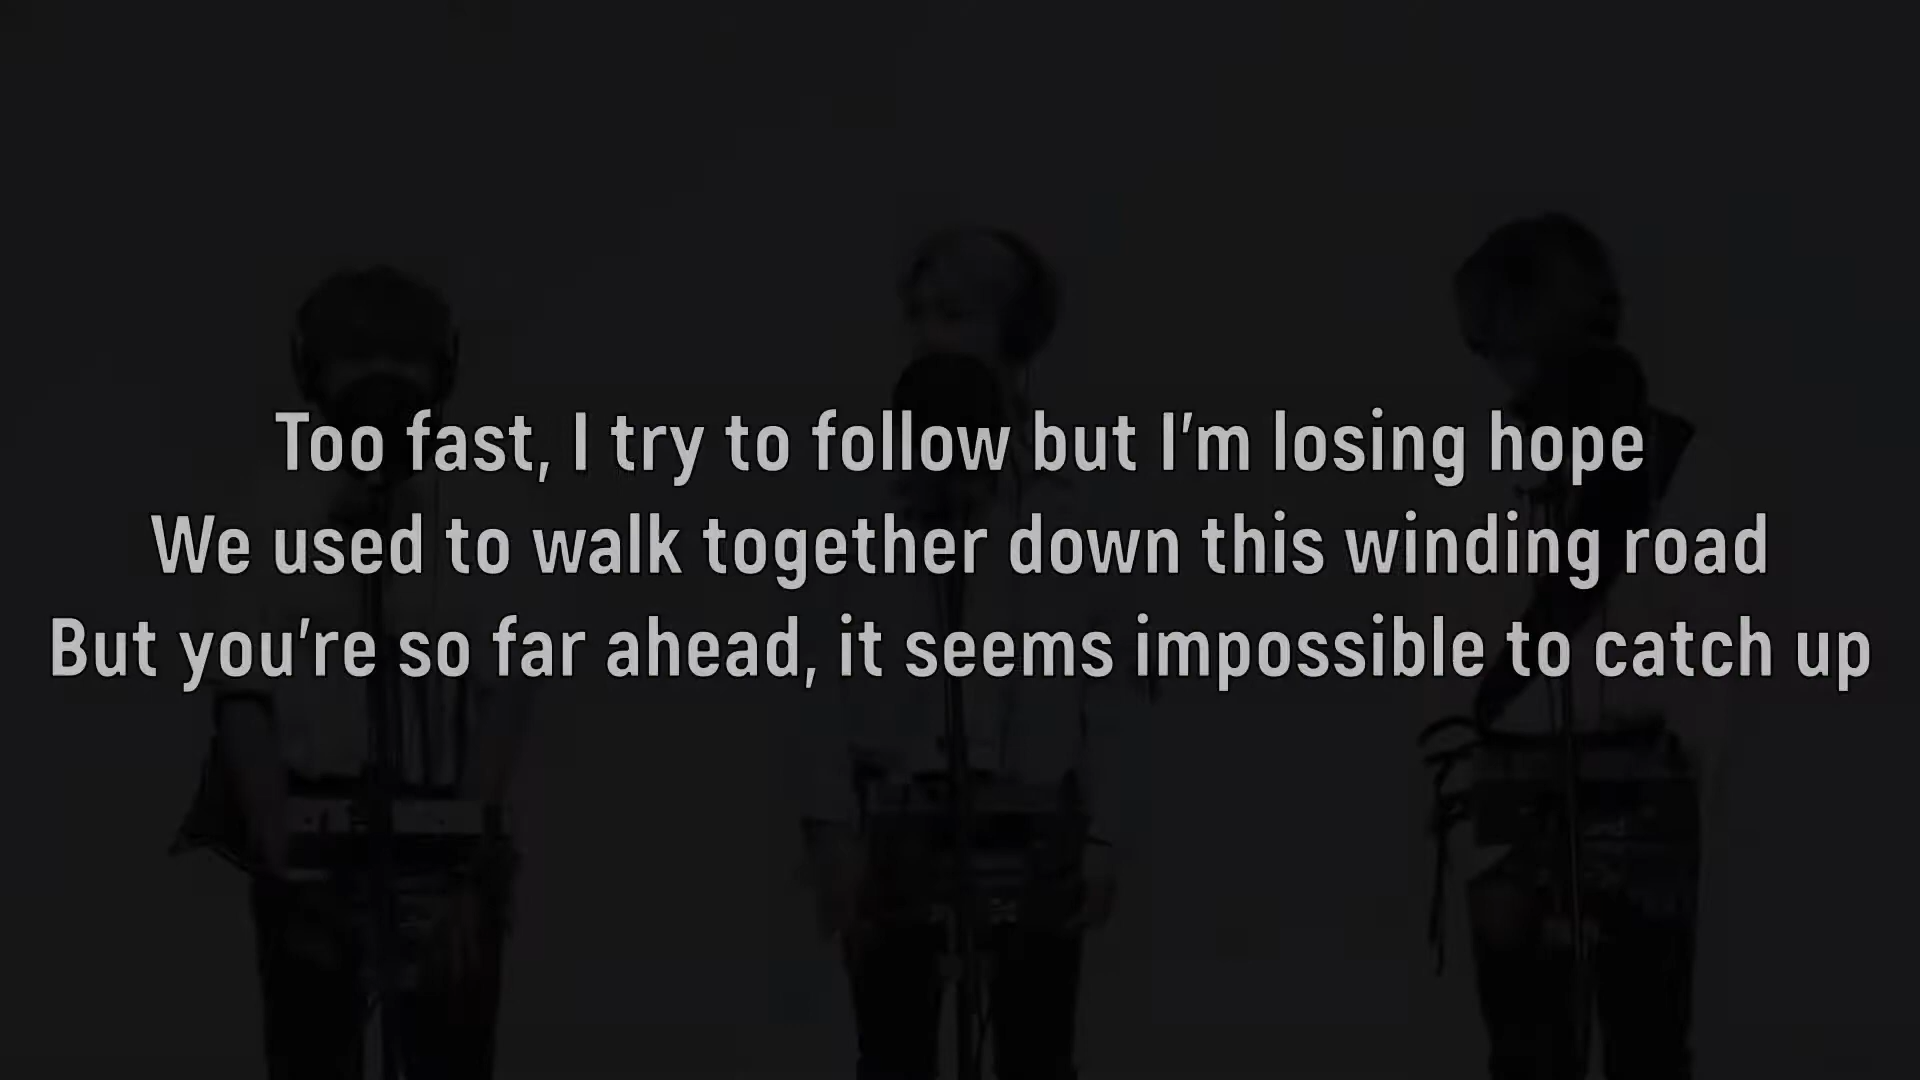 Too fast, I try to follow but I'm losing hope
We used to walk together down this winding road
But you're so far ahead, it seems impossible to catch up